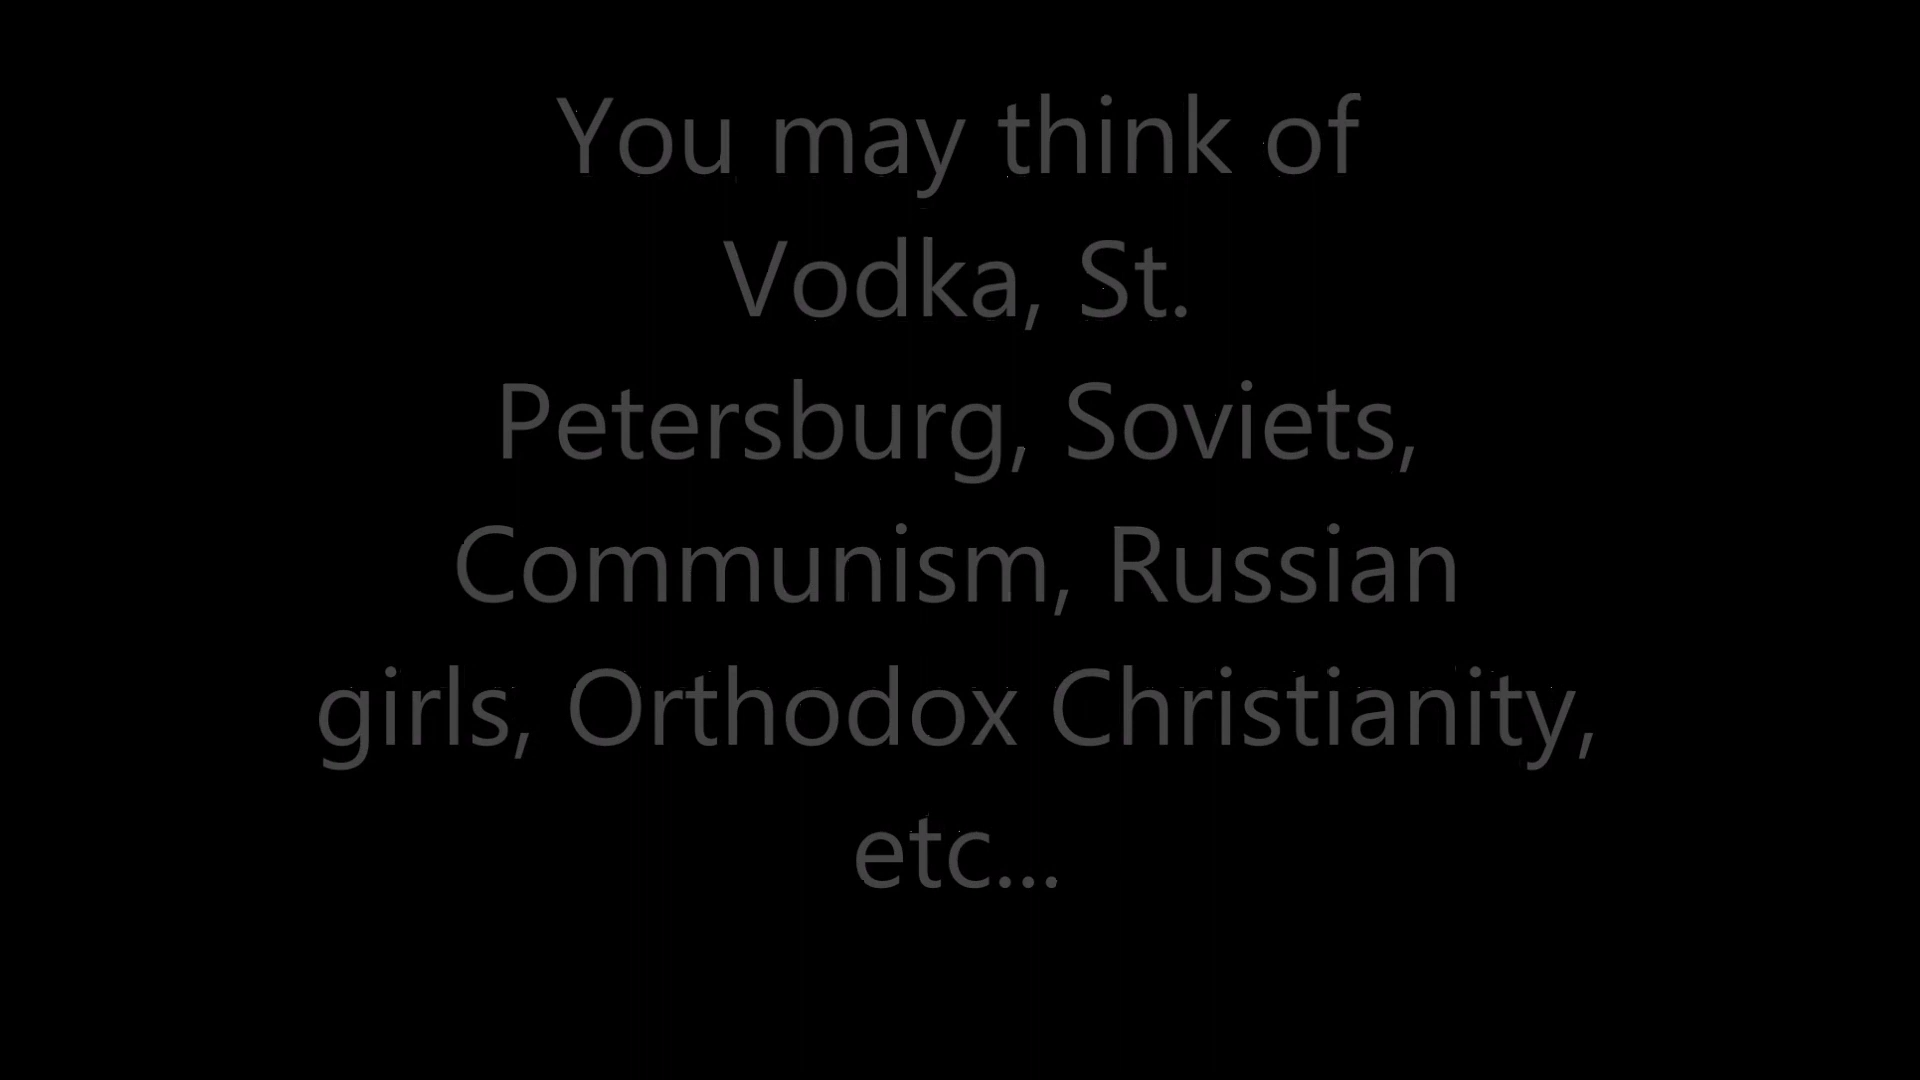 You may think of
Vodka, St.
Petersburg, Soviets,
Communism, Russian
girls, Orthodox Christianity,
etc...